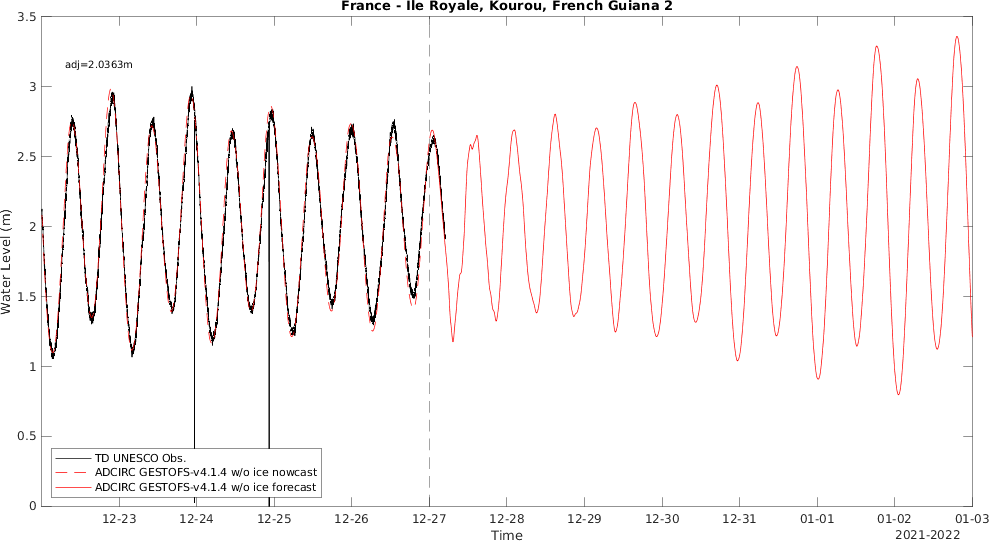 France - Ile Royale, Kourou, French Guiana 2
3.5
3
2.5
2
1.5
1
0.5
0
Water Level (m)
adj=2.0363m
TD UNESCO Obs.
ADCIRC GESTOFS-v4.1.4 w/o ice nowcast
ADCIRC GESTOFS-v4.1.4 w/o ice forecast
12-23 12-24 12-25 12-26 12-27 12-28 12-29 12-30 12-31 01-01 01-02 01-03
Time
2021-2022